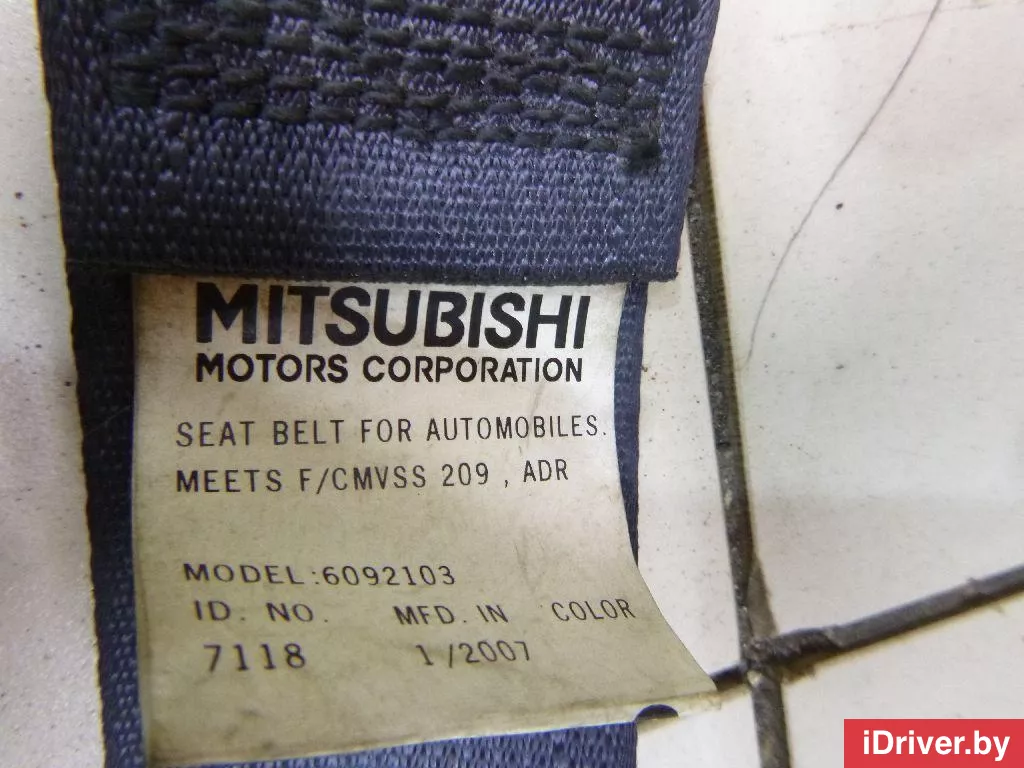 MITSUBISHI
MOTORS CORPORATION
SEAT BELT FOR AUTOMOBILES.
MEETS F/CMVSS 209 , ADR
MODEL:6092103
ID. NO. MFD. IN COLOR
7118 1/2007
iDriver.by